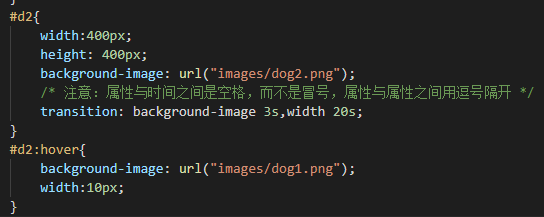 }
#d2{
width:400px;
height: 400px;
background-image: url("images/dog2.png");
/* 注意: 属性与时间之间是空格，而不是冒号，属性与属性之间用逗号隔开 */
transition: background-image 3s,width 20s;
}
#d2:hover{
background-image: url("images/dog1.png");
width:10px;
}